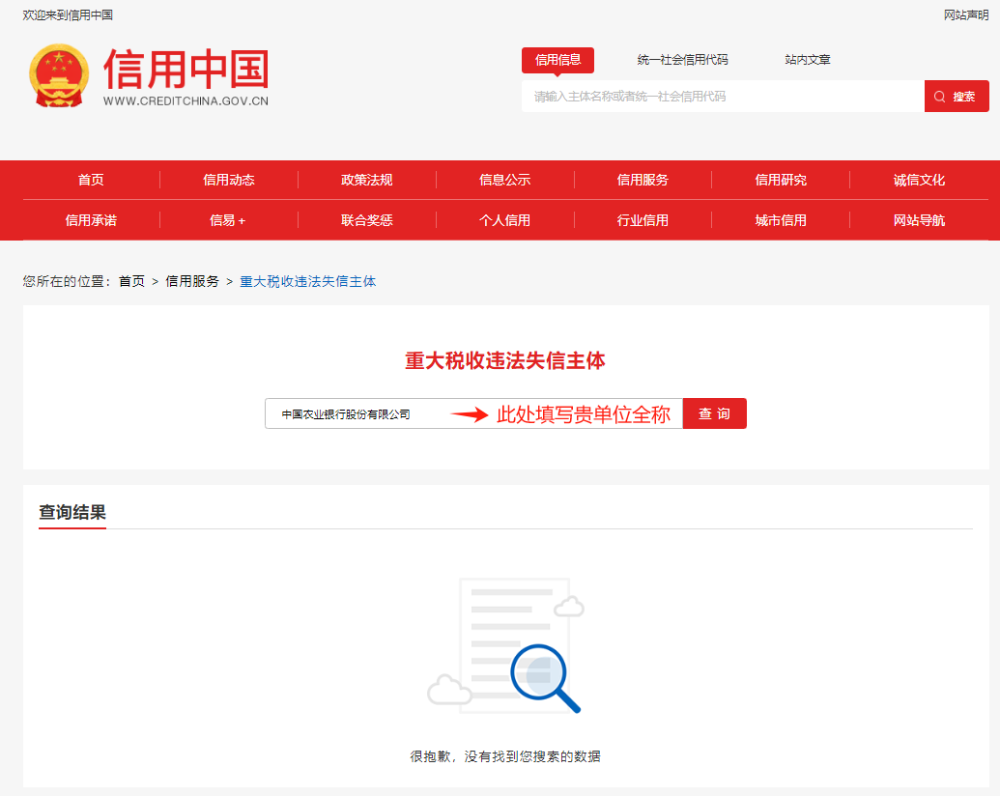 欢迎来到信用中国 网站声明
信用中国
WWW.CREDITCHINA.GOV.CN
信用信息 统一社会信用代码 站内文章
请输入主体名称或者统一社会信用代码 搜索
首页 信用动态 政策法规 信息公示 信用服务 信用研究 诚信文化
信用承诺 信易+ 联合奖惩 个人信用 行业信用 城市信用 网站导航
您所在的位置: 首页 > 信用服务 > 重大税收违法失信主体
重大税收违法失信主体
中国农业银行股份有限公司 此处填写贵单位全称 查 询
查询结果
很抱歉，没有找到您搜索的数据